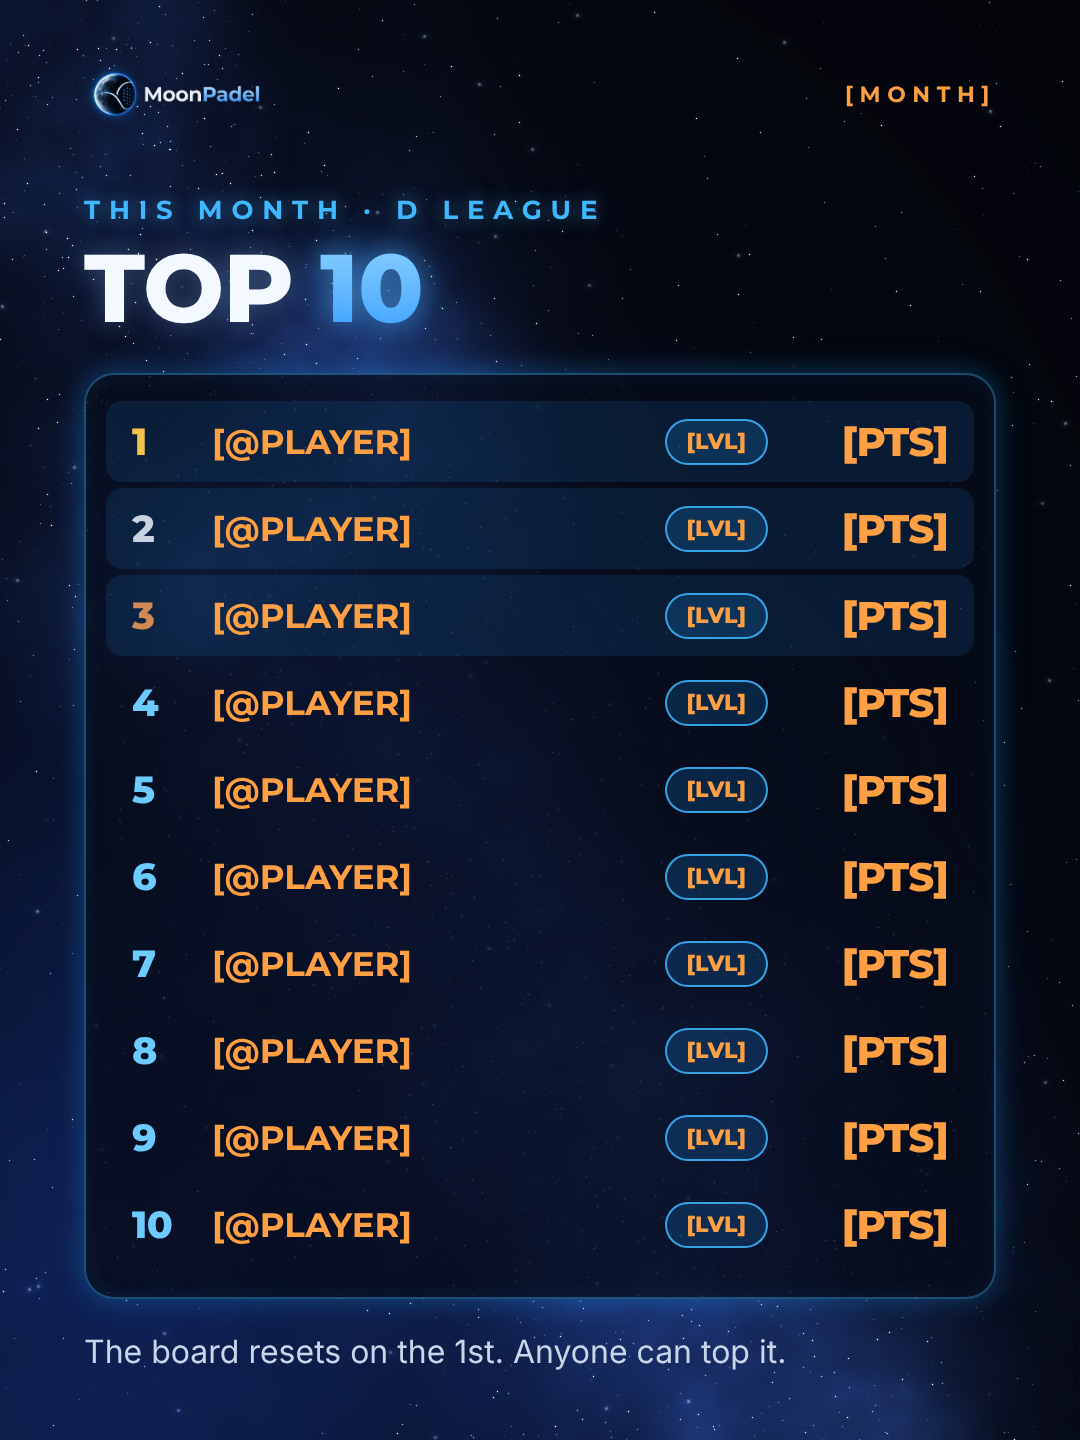 MoonPadel
[MONTH]
THIS MONTH · D LEAGUE
TOP 10
1 [@PLAYER] [LVL] [PTS]
2 [@PLAYER] [LVL] [PTS]
3 [@PLAYER] [LVL] [PTS]
4 [@PLAYER] [LVL] [PTS]
5 [@PLAYER] [LVL] [PTS]
6 [@PLAYER] [LVL] [PTS]
7 [@PLAYER] [LVL] [PTS]
8 [@PLAYER] [LVL] [PTS]
9 [@PLAYER] [LVL] [PTS]
10 [@PLAYER] [LVL] [PTS]
The board resets on the 1st. Anyone can top it.